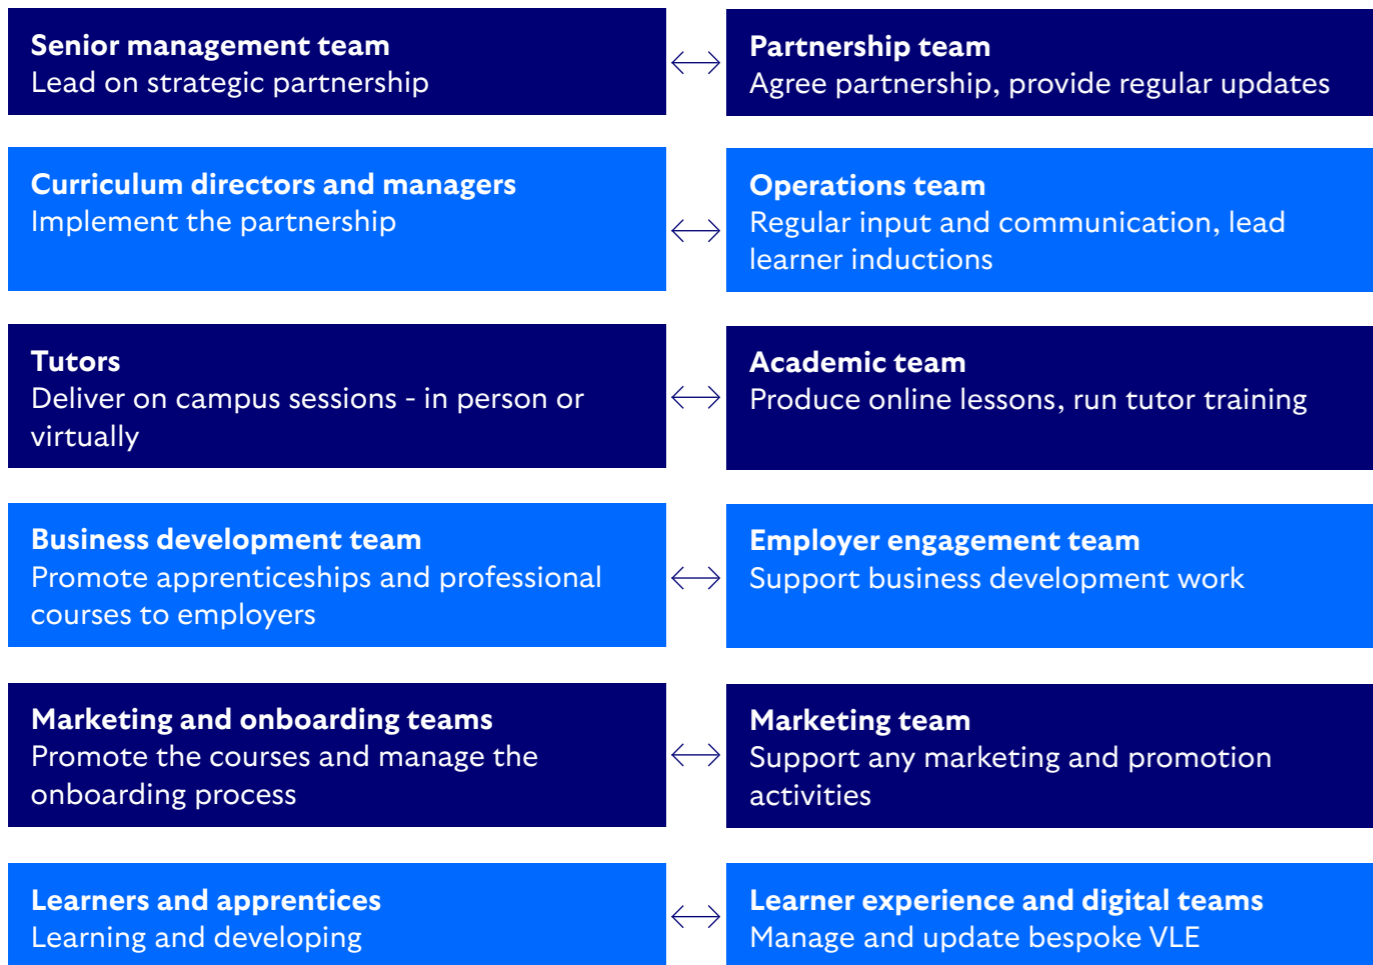 Senior management team
Lead on strategic partnership
Partnership team
Agree partnership, provide regular updates
Curriculum directors and managers
Implement the partnership
Operations team
Regular input and communication, lead
learner inductions
Tutors
Deliver on campus sessions - in person or
virtually
Academic team
Produce online lessons, run tutor training
Business development team
Promote apprenticeships and professional
courses to employers
Employer engagement team
Support business development work
Marketing and onboarding teams
Promote the courses and manage the
onboarding process
Marketing team
Support any marketing and promotion
activities
Learners and apprentices
Learning and developing
Learner experience and digital teams
Manage and update bespoke VLE